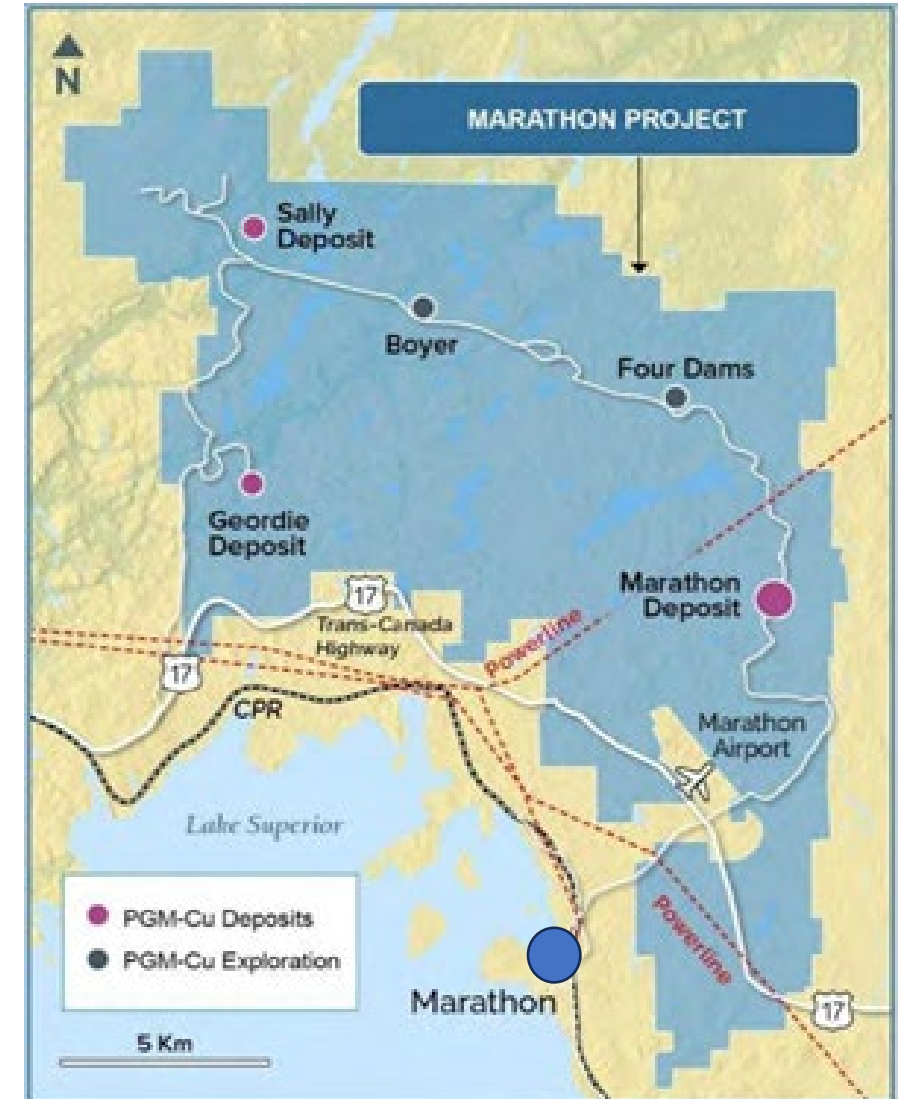 N
MARATHON PROJECT
Sally
Deposit
Boyer
Four Dams
Geordie
Deposit
Marathon
Deposit
17
Trans-Canada
Highway
Powerline
17
CPR
Marathon
Airport
Lake Superior
PGM-Cu Deposits
PGM-Cu Exploration
Powerline
Marathon
17
5 Km